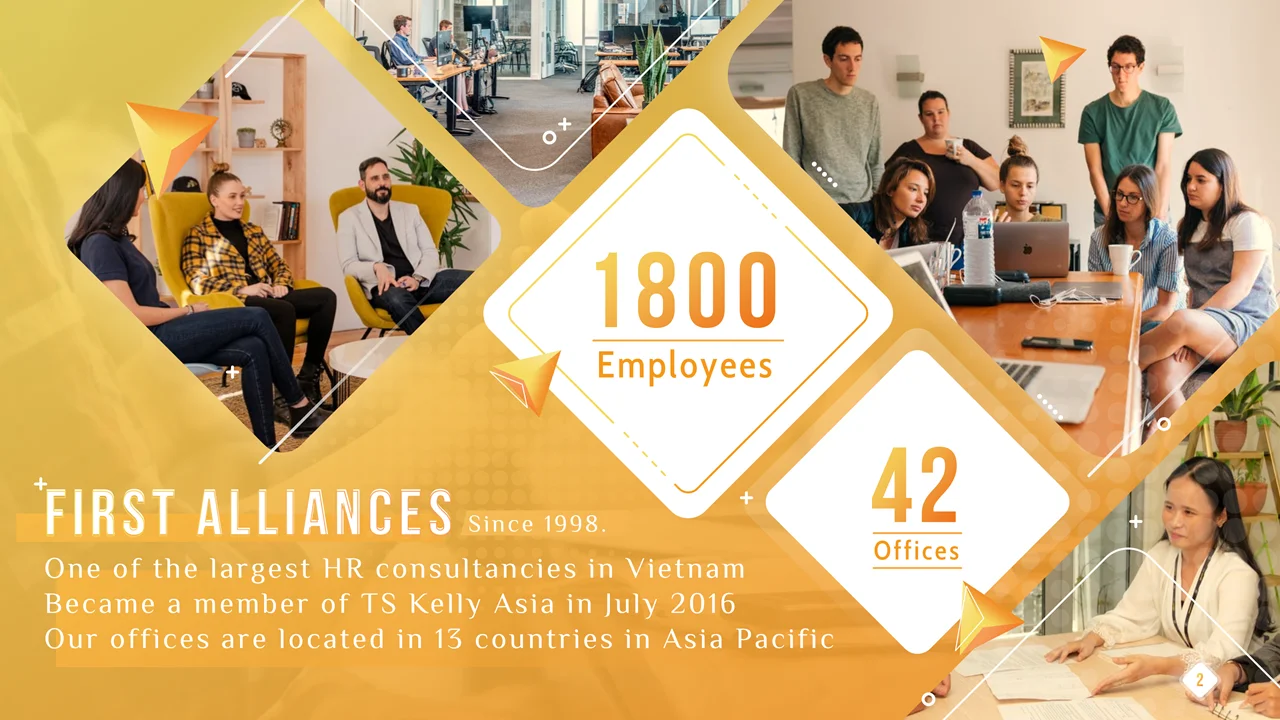 1800
Employees
42
Offices
FIRST ALLIANCES Since 1998.
One of the largest HR consultancies in Vietnam
Became a member of TS Kelly Asia in July 2016
Our offices are located in 13 countries in Asia Pacific
2